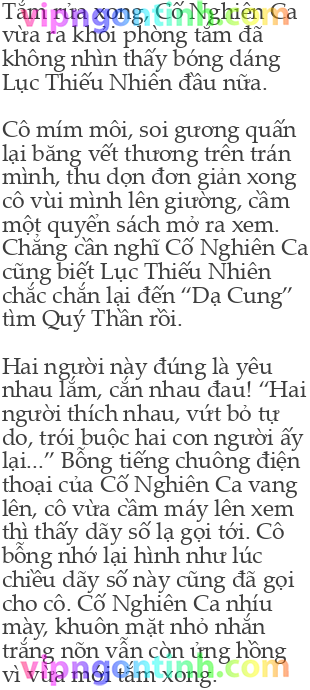 Tắm rửa xong, Cố Nghiên Ca
vừa ra khỏi phòng tắm đã
không nhìn thấy bóng dáng
Lục Thiếu Nhiên đâu nữa.

Cô mím môi, soi gương quấn
lại băng vết thương trên trán
mình, thu dọn đơn giản xong
cô vùi mình lên giường, cầm
một quyển sách mở ra xem.
Chẳng cần nghĩ Cố Nghiên Ca
cũng biết Lục Thiếu Nhiên
chắc chắn lại đến “Dạ Cung”
tìm Quý Thần rồi.

Hai người này đúng là yêu
nhau lắm, cắn nhau đau! “Hai
người thích nhau, vứt bỏ tự
do, trói buộc hai con người ấy
lại...” Bỗng tiếng chuông điện
thoại của Cố Nghiên Ca vang
lên, cô vừa cầm máy lên xem
thì thấy dãy số lạ gọi tới. Cô
bỗng nhớ lại hình như lúc
chiều dãy số này cũng đã gọi
cho cô. Cố Nghiên Ca nhíu
mày, khuôn mặt nhỏ nhắn
trắng nõn vẫn còn ửng hồng
vì vừa mới tắm xong.
vipngontinh.com
vipngontinh.com